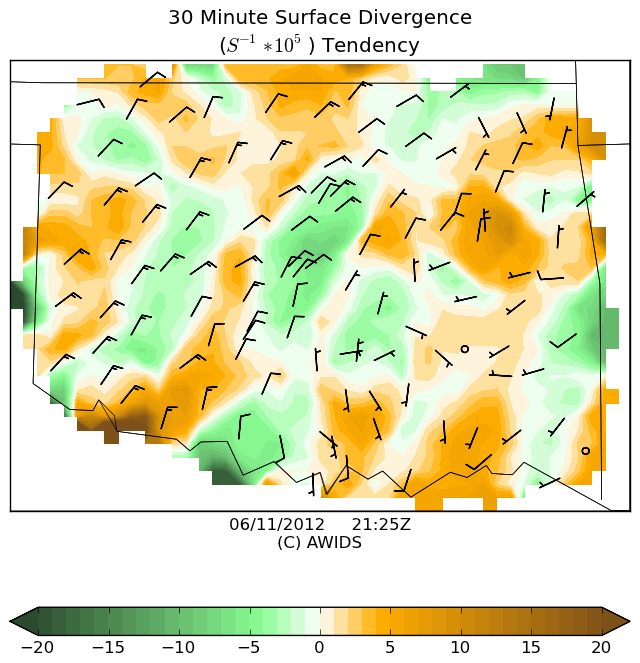 30 Minute Surface Divergence
(S⁻¹ ∗10⁵ ) Tendency
06/11/2012 21:25Z
(C) AWIDS
−20 −15 −10 −5 0 5 10 15 20